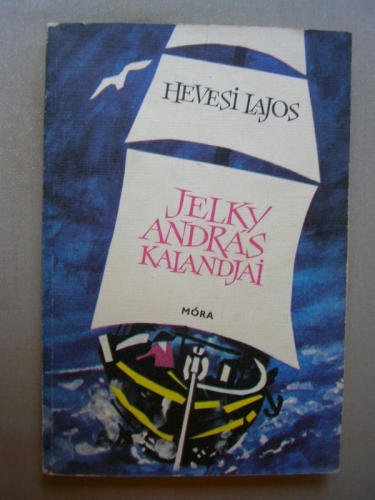 HEVESI LAJOS
JELKY
ANDRÁS
KALANDJAI
MÓRA